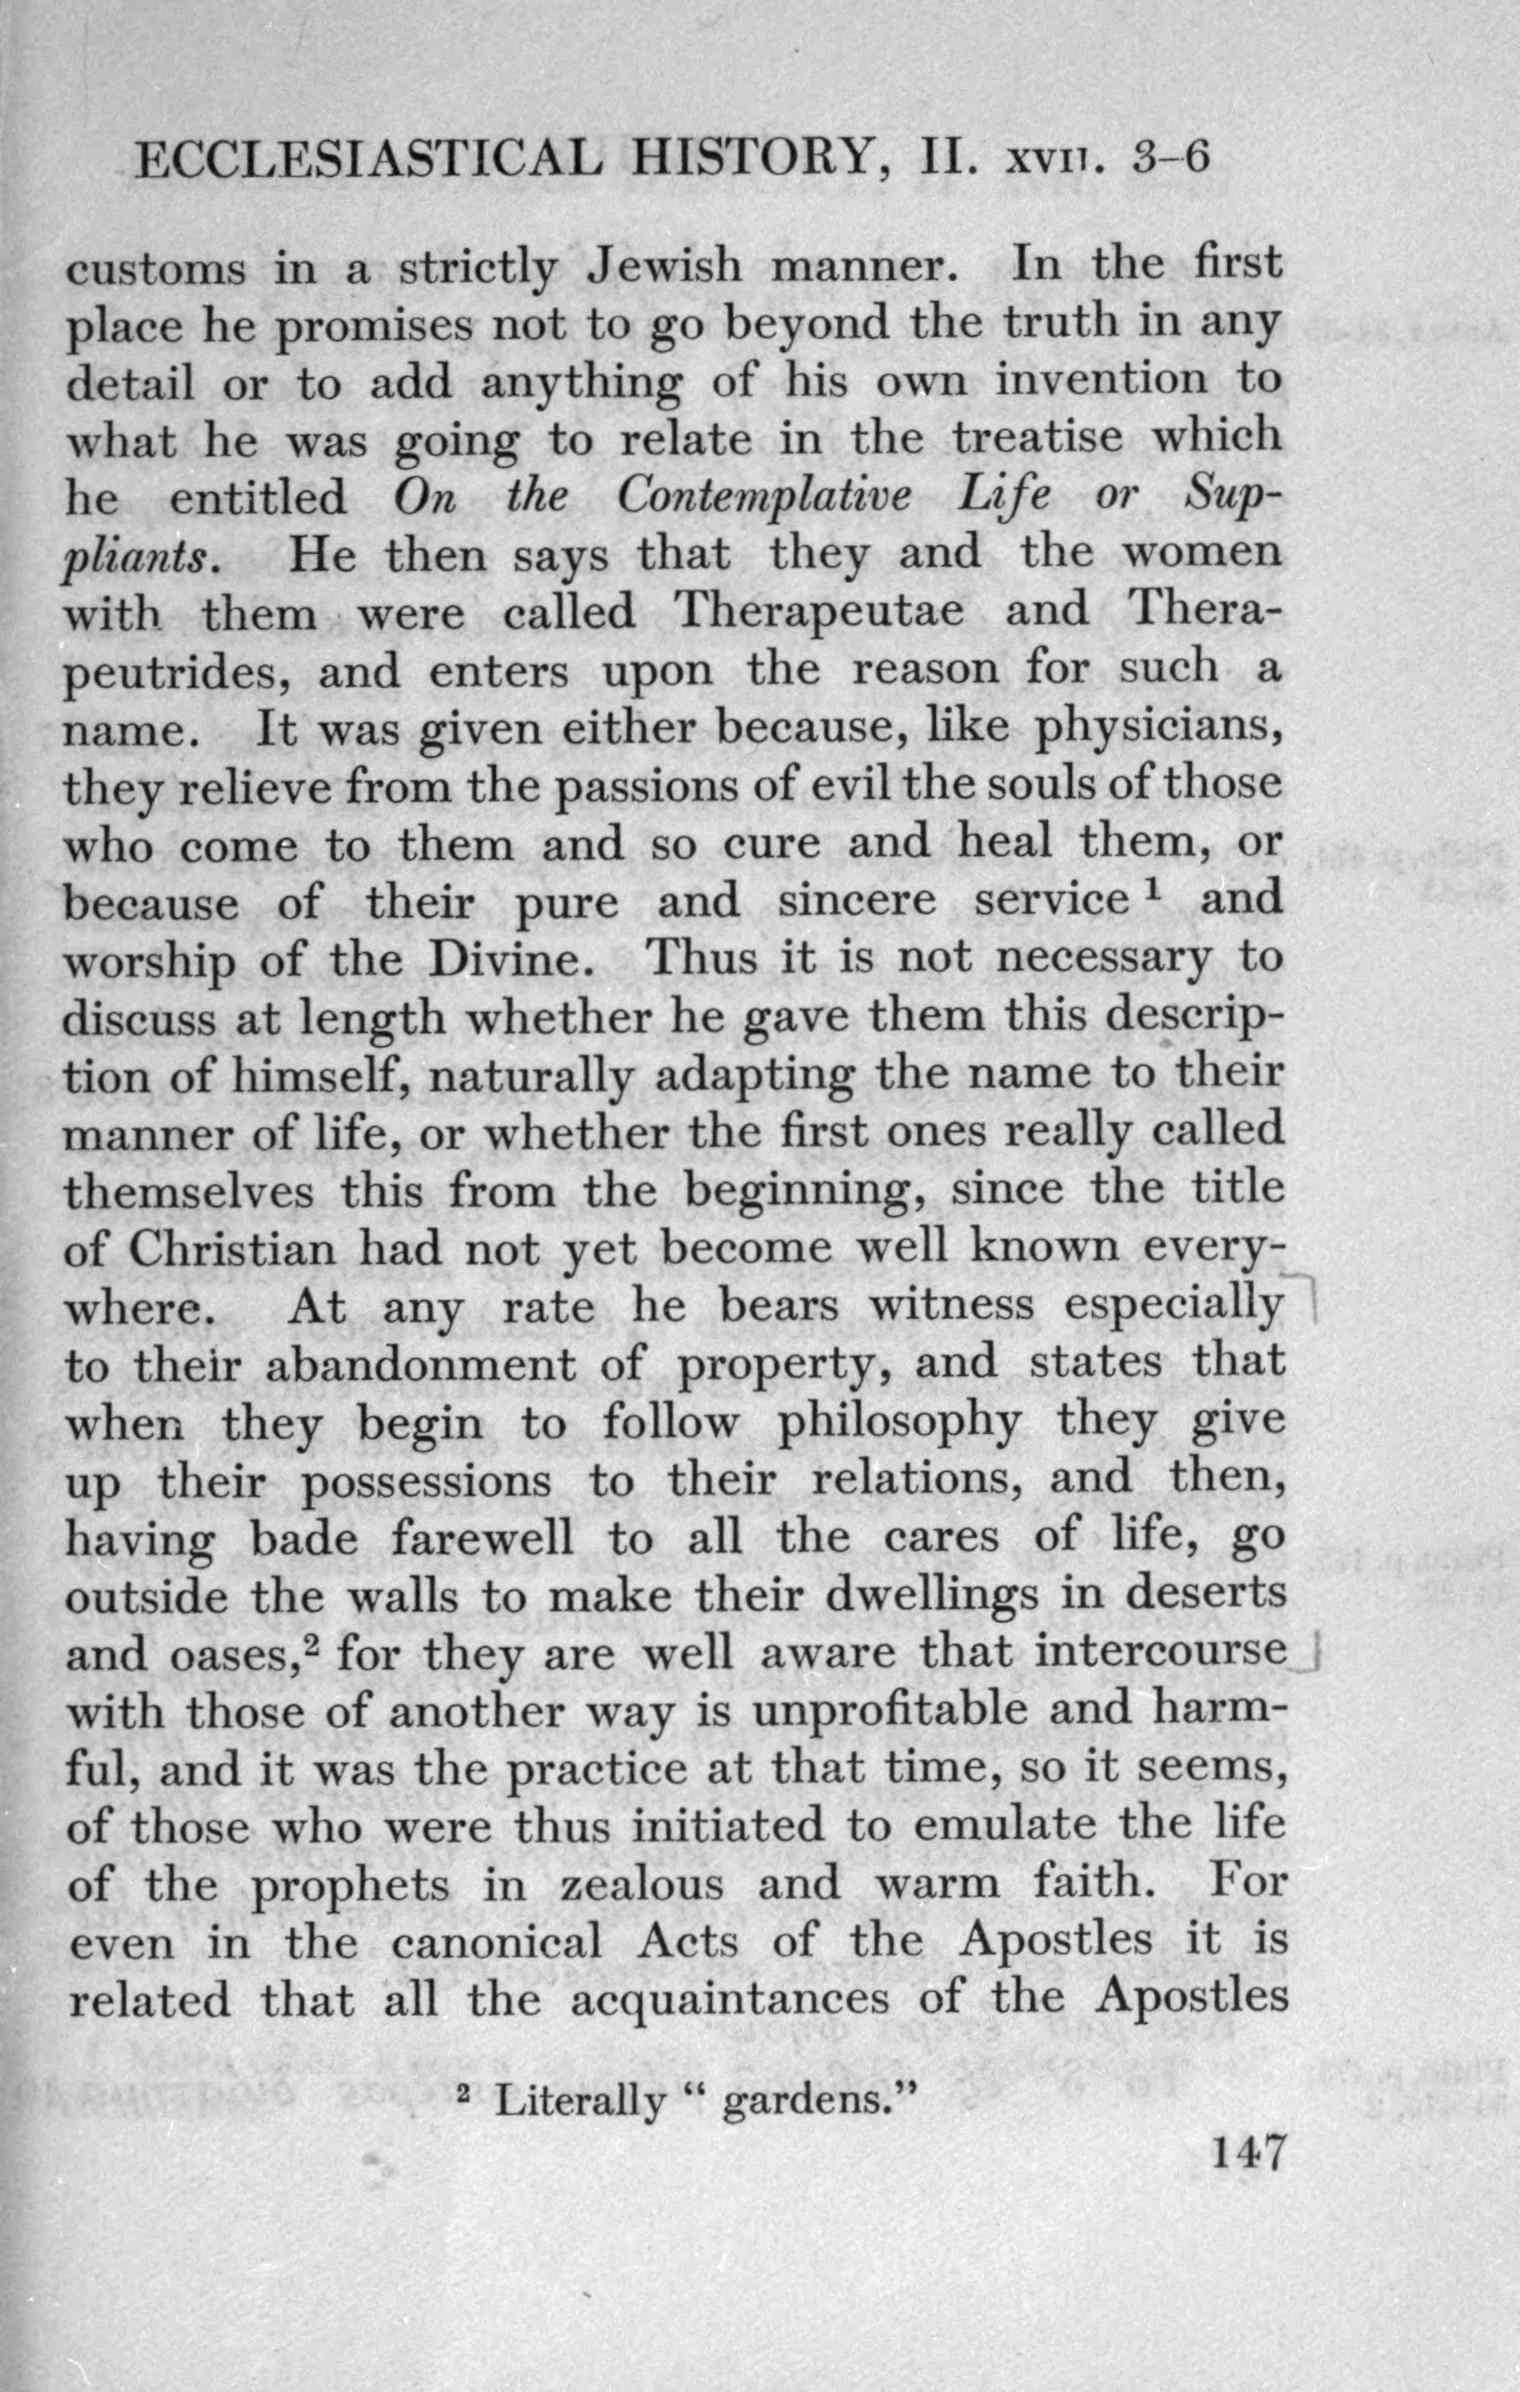 ECCLESIASTICAL HISTORY, II. XVII. 3–6
customs in a strictly Jewish manner. In the first
place he promises not to go beyond the truth in any
detail or to add anything of his own invention to
what he was going to relate in the treatise which
he entitled On the Contemplative Life or Sup-
pliants. He then says that they and the women
with them were called Therapeutae and Thera-
peutrides, and enters upon the reason for such a
name. It was given either because, like physicians,
they relieve from the passions of evil the souls of those
who come to them and so cure and heal them, or
because of their pure and sincere service ¹ and
worship of the Divine. Thus it is not necessary to
discuss at length whether he gave them this descrip-
tion of himself, naturally adapting the name to their
manner of life, or whether the first ones really called
themselves this from the beginning, since the title
of Christian had not yet become well known every-
where. At any rate he bears witness especially
to their abandonment of property, and states that
when they begin to follow philosophy they give
up their possessions to their relations, and then,
having bade farewell to all the cares of life, go
outside the walls to make their dwellings in deserts
and oases,² for they are well aware that intercourse
with those of another way is unprofitable and harm-
ful, and it was the practice at that time, so it seems,
of those who were thus initiated to emulate the life
of the prophets in zealous and warm faith. For
even in the canonical Acts of the Apostles it is
related that all the acquaintances of the Apostles
² Literally “ gardens.”
147